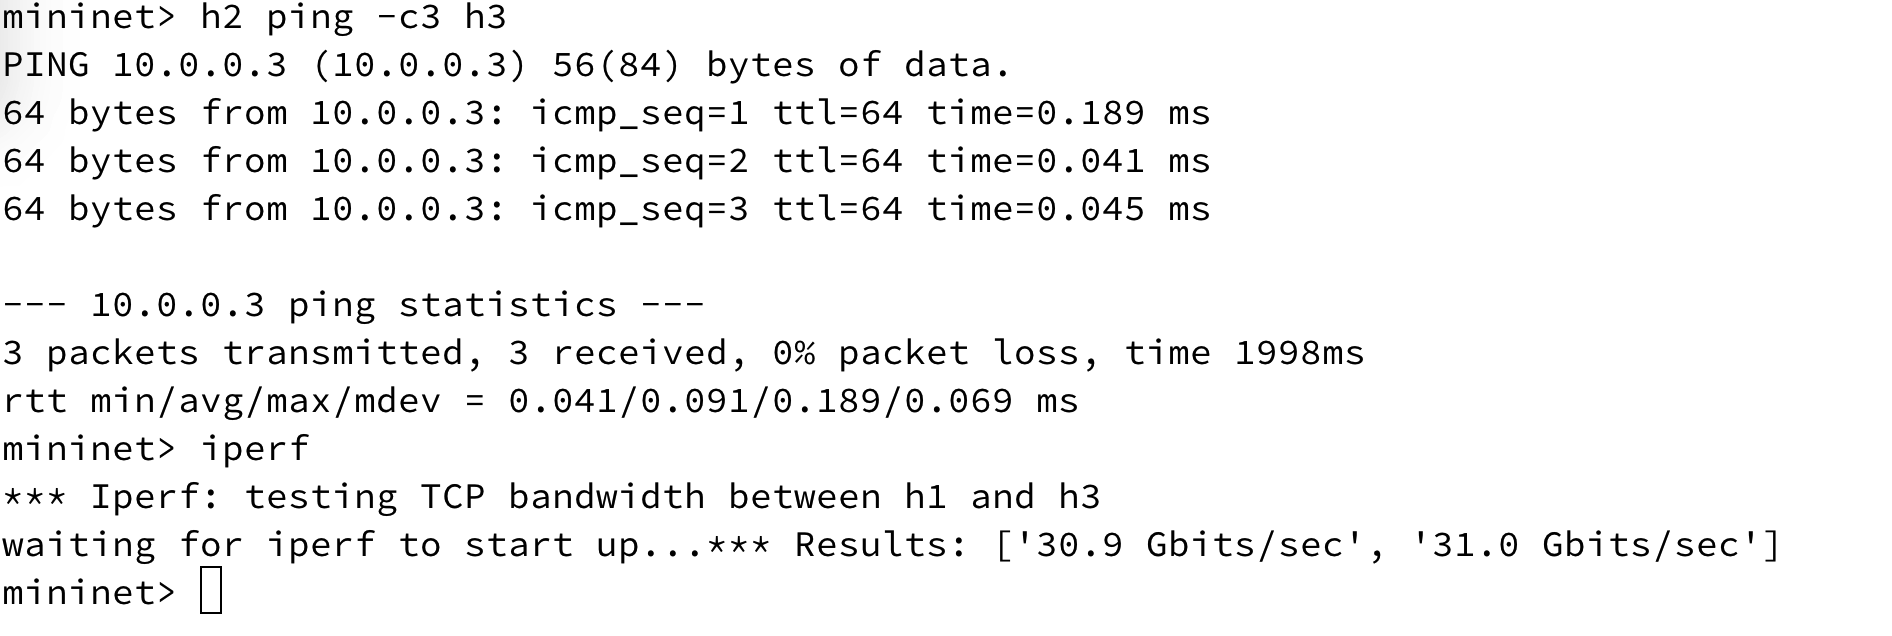 mininet> h2 ping -c3 h3
PING 10.0.0.3 (10.0.0.3) 56(84) bytes of data.
64 bytes from 10.0.0.3: icmp_seq=1 ttl=64 time=0.189 ms
64 bytes from 10.0.0.3: icmp_seq=2 ttl=64 time=0.041 ms
64 bytes from 10.0.0.3: icmp_seq=3 ttl=64 time=0.045 ms
--- 10.0.0.3 ping statistics ---
3 packets transmitted, 3 received, 0% packet loss, time 1998ms
rtt min/avg/max/mdev = 0.041/0.091/0.189/0.069 ms
mininet> iperf
*** Iperf: testing TCP bandwidth between h1 and h3
waiting for iperf to start up...*** Results: ['30.9 Gbits/sec', '31.0 Gbits/sec']
mininet>